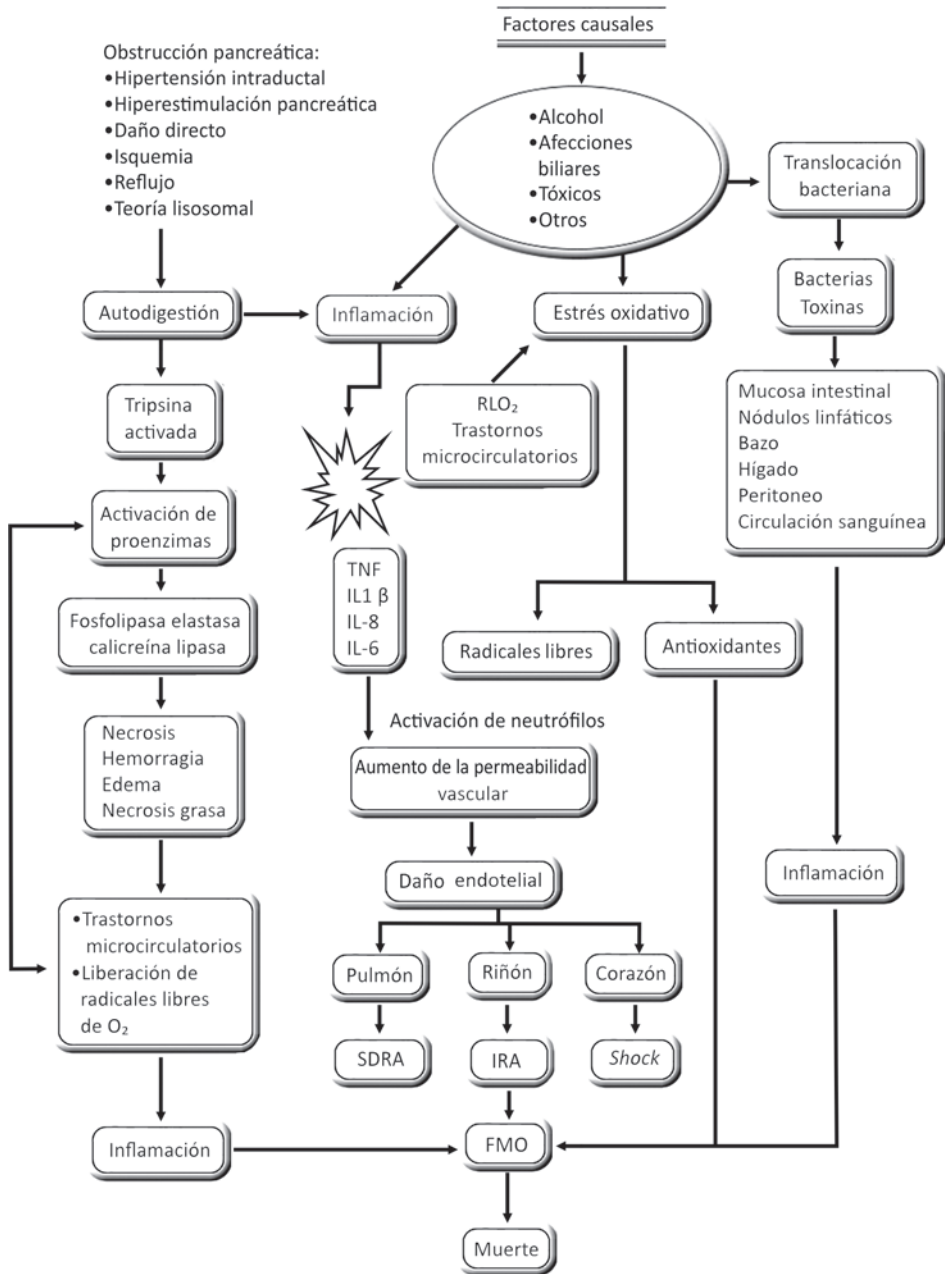 Factores causales
Obstrucción pancreática:
•Hipertensión intraductal
•Hiperestimulación pancreática
•Daño directo
•Isquemia
•Reflujo
•Teoría lisosomal
•Alcohol
•Afecciones
biliares
•Tóxicos
•Otros
Translocación
bacteriana
Autodigestión
Inflamación
Estrés oxidativo
Bacterias
Toxinas
Tripsina
activada
RLO₂
Trastornos
microcirculatorios
Mucosa intestinal
Nódulos linfáticos
Bazo
Hígado
Peritoneo
Circulación sanguínea
Activación de
proenzimas
TNF
IL1 β
IL-8
IL-6
Fosfolipasa elastasa
calicreína lipasa
Radicales libres
Antioxidantes
Necrosis
Hemorragia
Edema
Necrosis grasa
Activación de neutrófilos
Aumento de la permeabilidad
vascular
Daño endotelial
Inflamación
•Trastornos
microcirculatorios
•Liberación de
radicales libres
de O₂
Pulmón
Riñón
Corazón
SDRA
IRA
Shock
Inflamación
FMO
Muerte